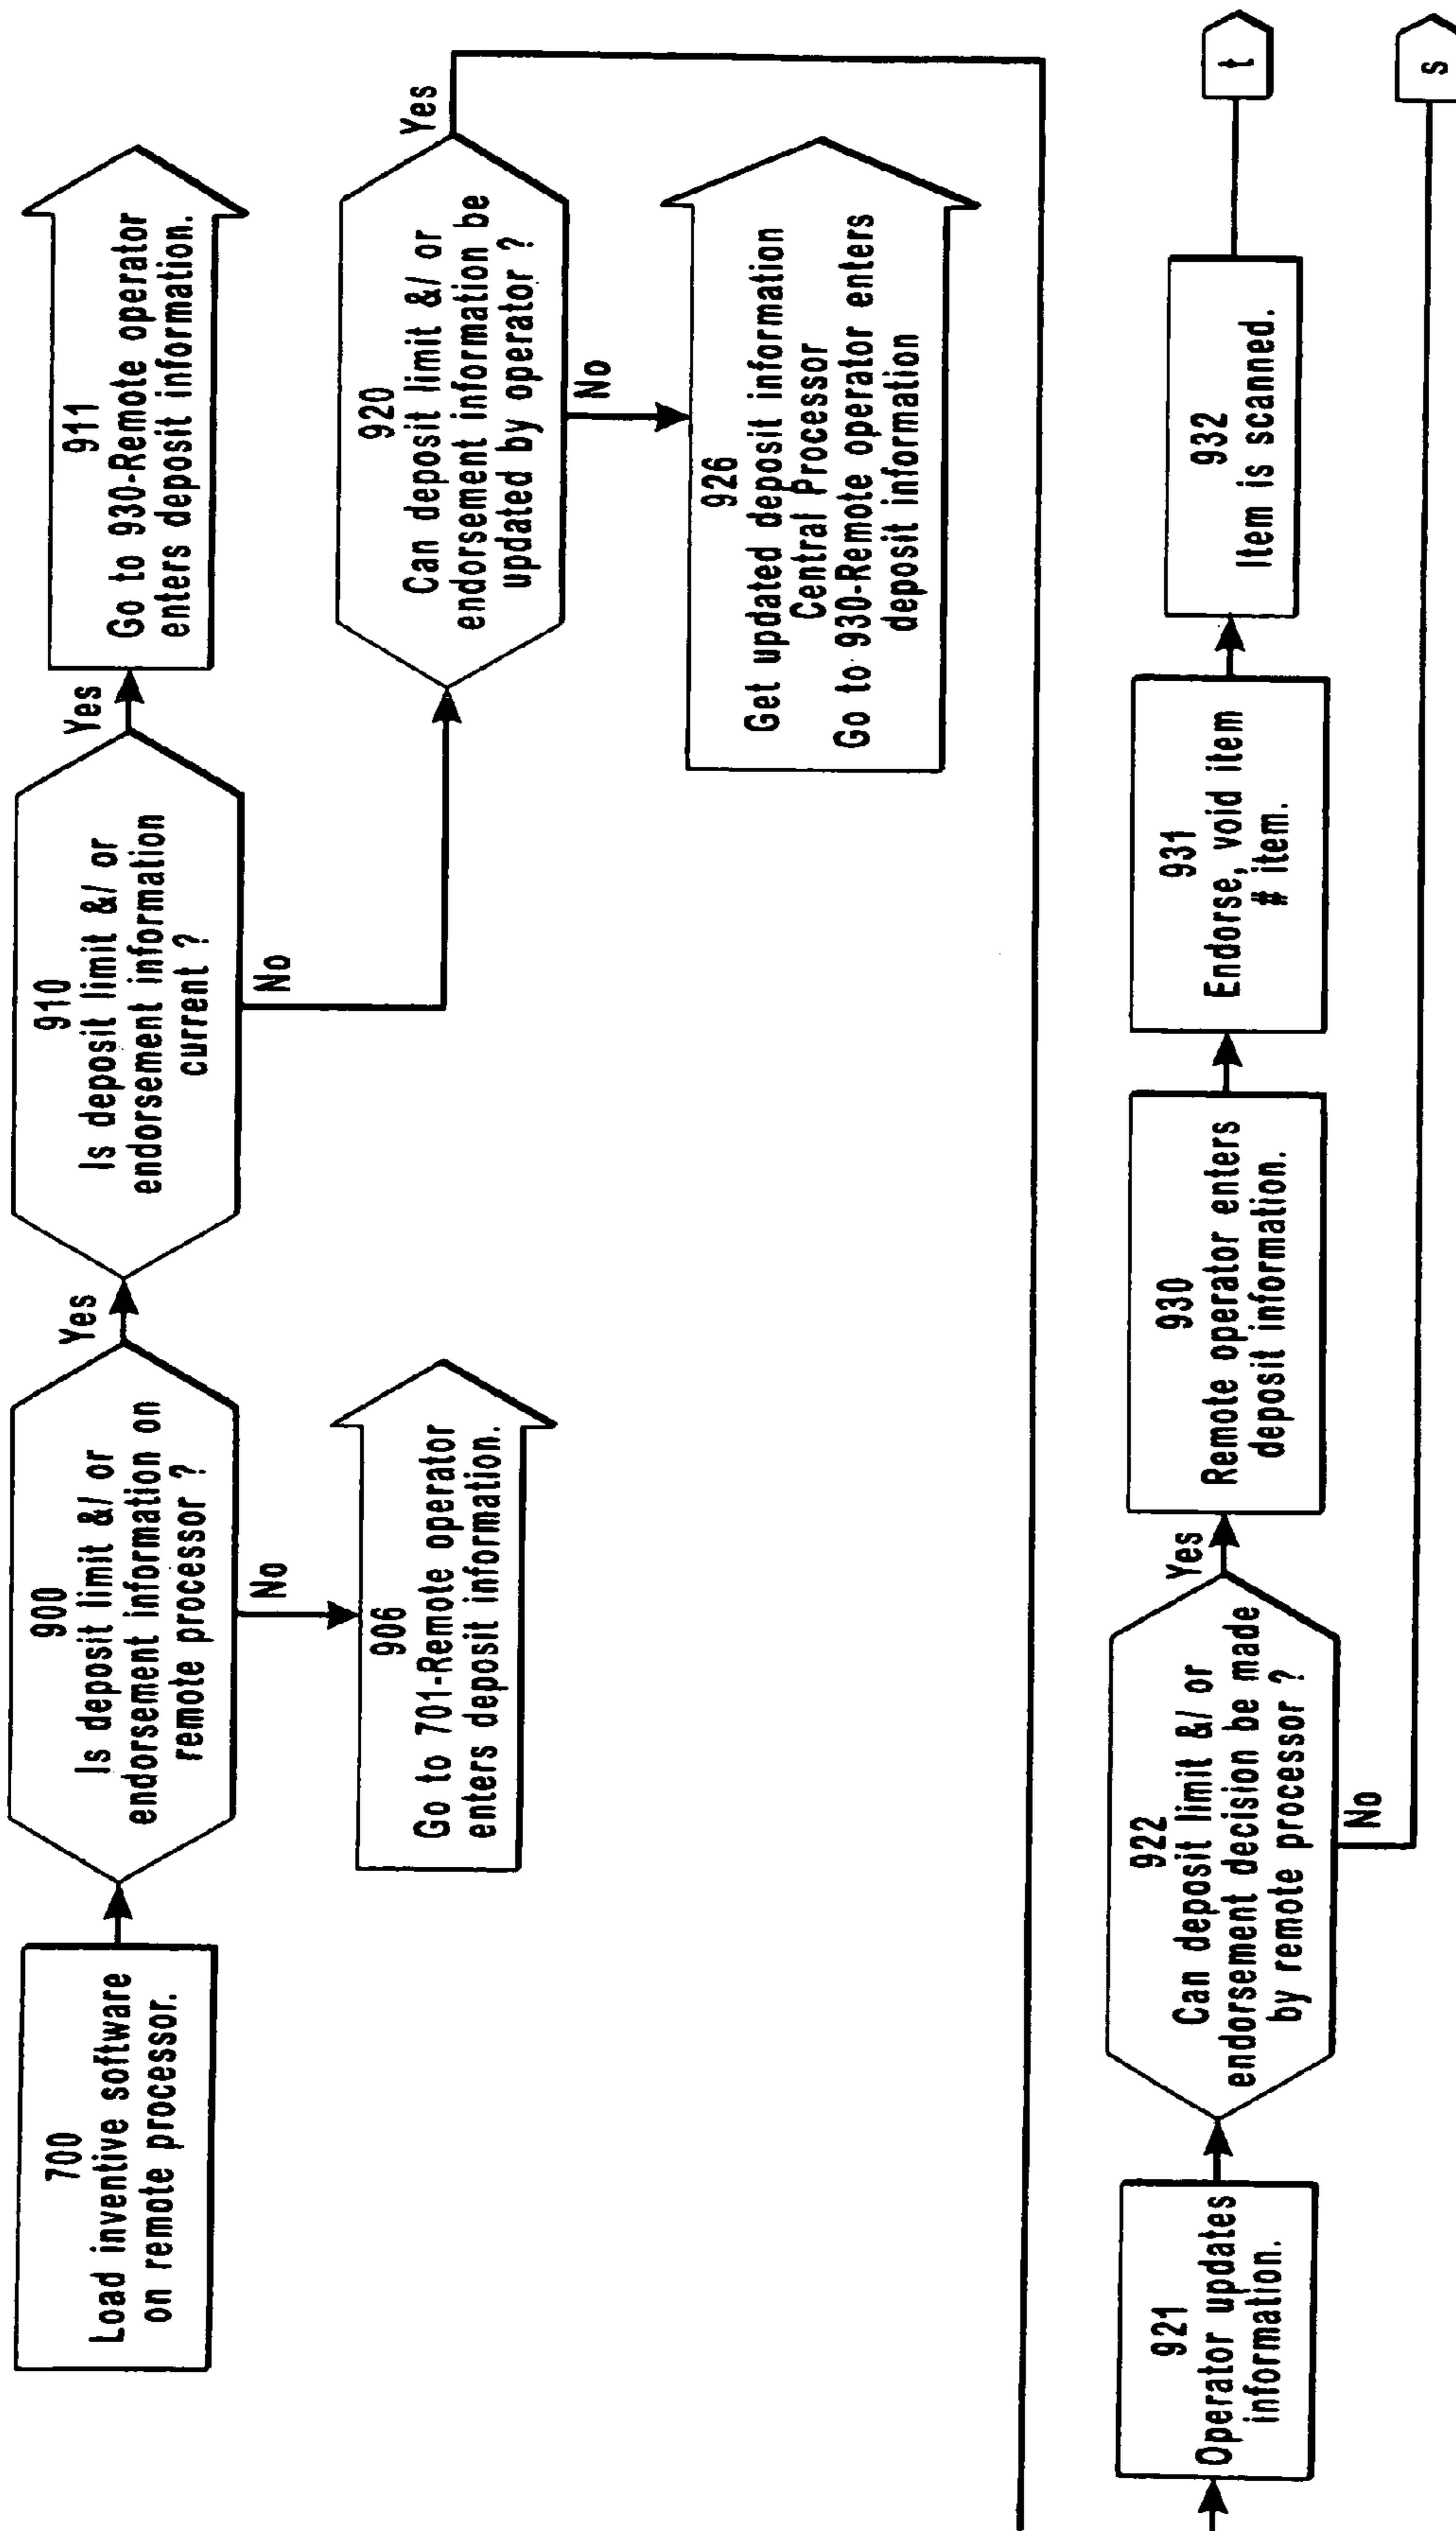 700
Load inventive software
on remote processor.
900
Is deposit limit &/ or
endorsement information on
remote processor ?
Yes
No
906
Go to 701-Remote operator
enters deposit information.
910
Is deposit limit &/ or
endorsement information
current ?
Yes
No
911
Go to 930-Remote operator
enters deposit information.
920
Can deposit limit &/ or
endorsement information be
updated by operator ?
Yes
No
926
Get updated deposit information
Central Processor
Go to 930-Remote operator enters
deposit information
921
Operator updates
information.
922
Can deposit limit &/ or
endorsement decision be made
by remote processor ?
Yes
No
930
Remote operator enters
deposit information.
931
Endorse, void item
# item.
932
Item is scanned.
t
s